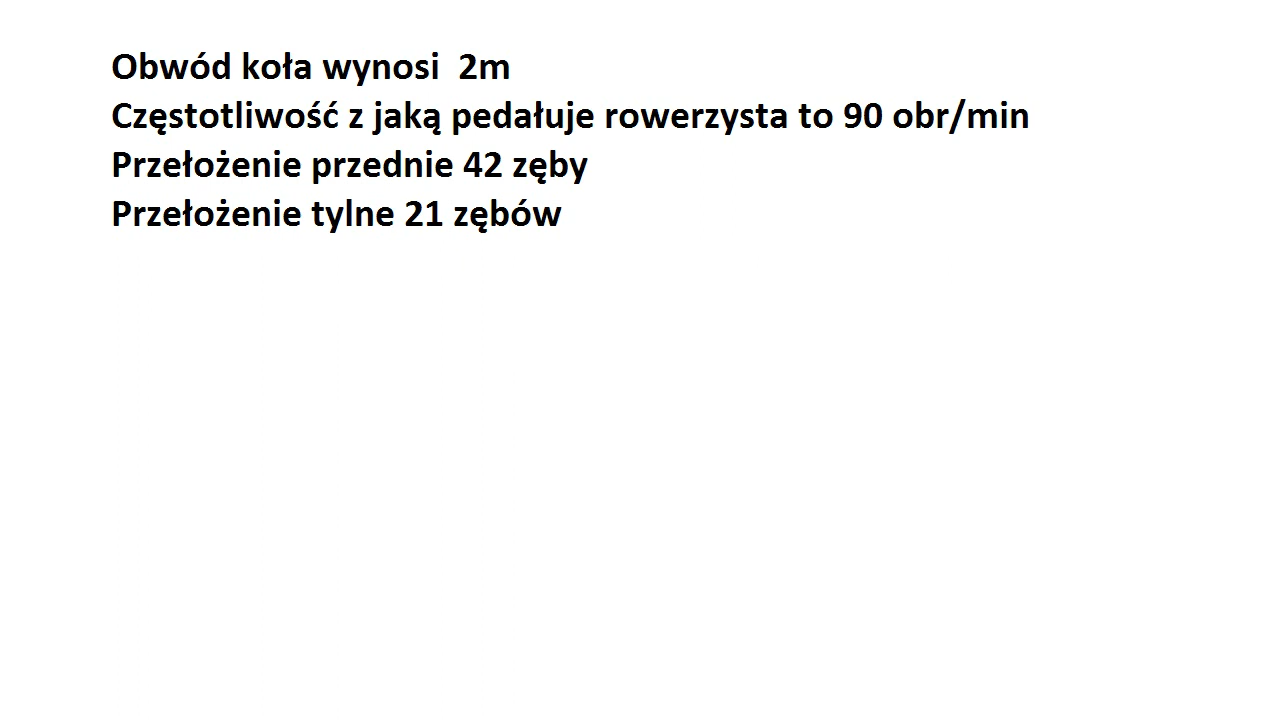 Obwód koła wynosi  2m
Częstotliwość z jaką pedałuje rowerzysta to 90 obr/min
Przełożenie przednie 42 zęby
Przełożenie tylne 21 zębów